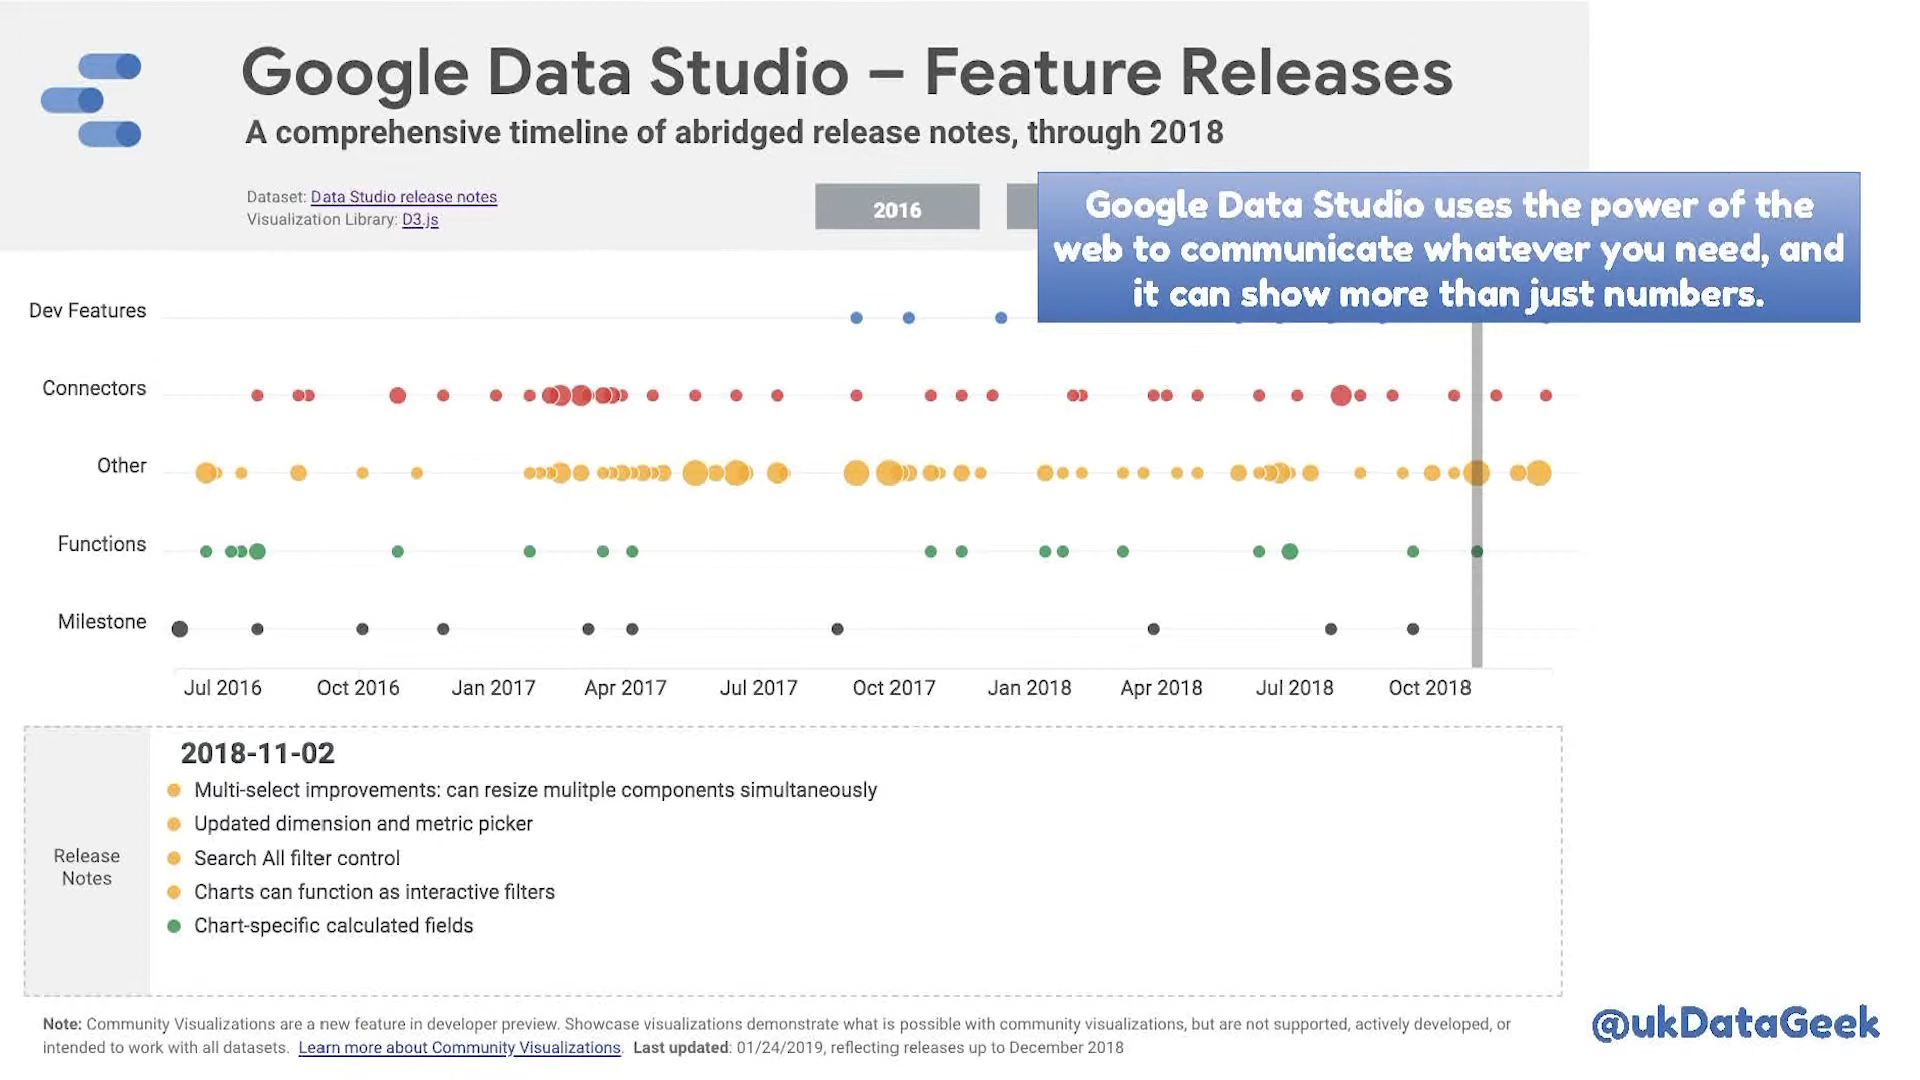 Google Data Studio – Feature Releases
A comprehensive timeline of abridged release notes, through 2018
Dataset: Data Studio release notes
Visualization Library: D3.js
2016
Google Data Studio uses the power of the
web to communicate whatever you need, and
it can show more than just numbers.
Dev Features
Connectors
Other
Functions
Milestone
Jul 2016 Oct 2016 Jan 2017 Apr 2017 Jul 2017 Oct 2017 Jan 2018 Apr 2018 Jul 2018 Oct 2018
Release
Notes
2018-11-02
Multi-select improvements: can resize mulitple components simultaneously
Updated dimension and metric picker
Search All filter control
Charts can function as interactive filters
Chart-specific calculated fields
Note: Community Visualizations are a new feature in developer preview. Showcase visualizations demonstrate what is possible with community visualizations, but are not supported, actively developed, or
intended to work with all datasets. Learn more about Community Visualizations. Last updated: 01/24/2019, reflecting releases up to December 2018
@ukDataGeek